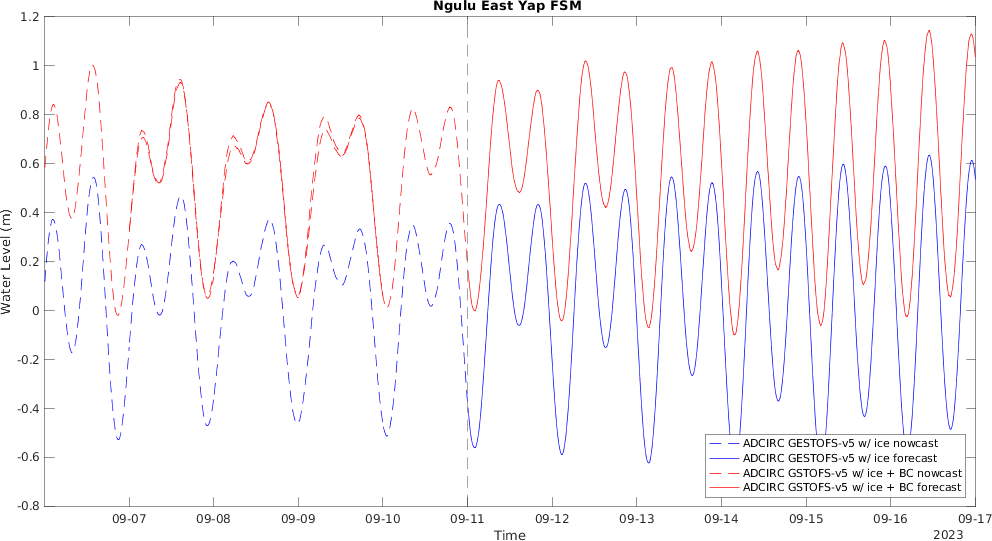 Ngulu East Yap FSM
1.2
1
0.8
0.6
0.4
0.2
0
-0.2
-0.4
-0.6
-0.8
Water Level (m)
ADCIRC GESTOFS-v5 w/ ice nowcast
ADCIRC GESTOFS-v5 w/ ice forecast
ADCIRC GSTOFS-v5 w/ ice + BC nowcast
ADCIRC GSTOFS-v5 w/ ice + BC forecast
09-07 09-08 09-09 09-10 09-11 09-12 09-13 09-14 09-15 09-16 09-17
Time
2023